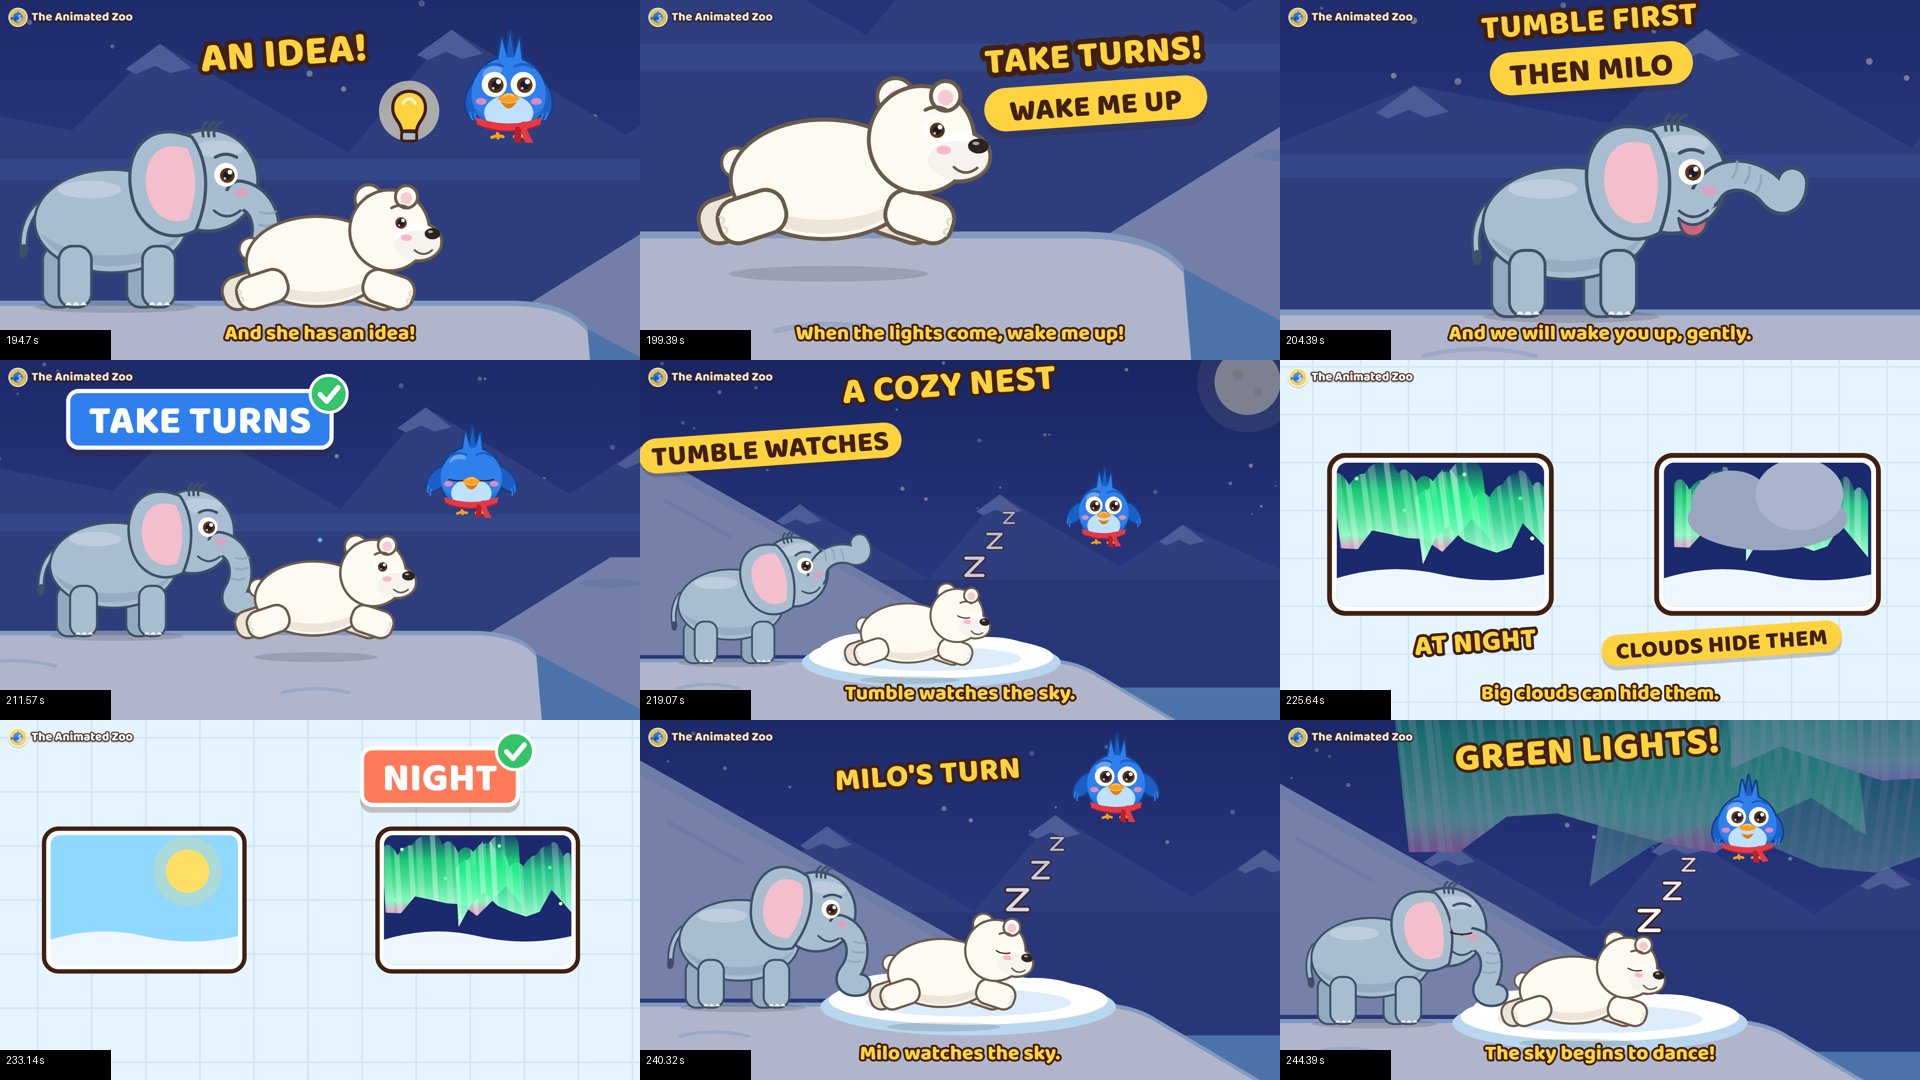 The Animated Zoo
AN IDEA!
And she has an idea!
194.7 s
The Animated Zoo
TAKE TURNS!
WAKE ME UP
When the lights come, wake me up!
199.39 s
The Animated Zoo
TUMBLE FIRST
THEN MILO
And we will wake you up, gently.
204.39 s
The Animated Zoo
TAKE TURNS
211.57 s
The Animated Zoo
A COZY NEST
TUMBLE WATCHES
Z
Z
Z
Tumble watches the sky.
219.07 s
The Animated Zoo
AT NIGHT
CLOUDS HIDE THEM
Big clouds can hide them.
225.64 s
The Animated Zoo
NIGHT
233.14 s
The Animated Zoo
MILO'S TURN
Z
Z
Z
Milo watches the sky.
240.32 s
The Animated Zoo
GREEN LIGHTS!
Z
Z
Z
The sky begins to dance!
244.39 s